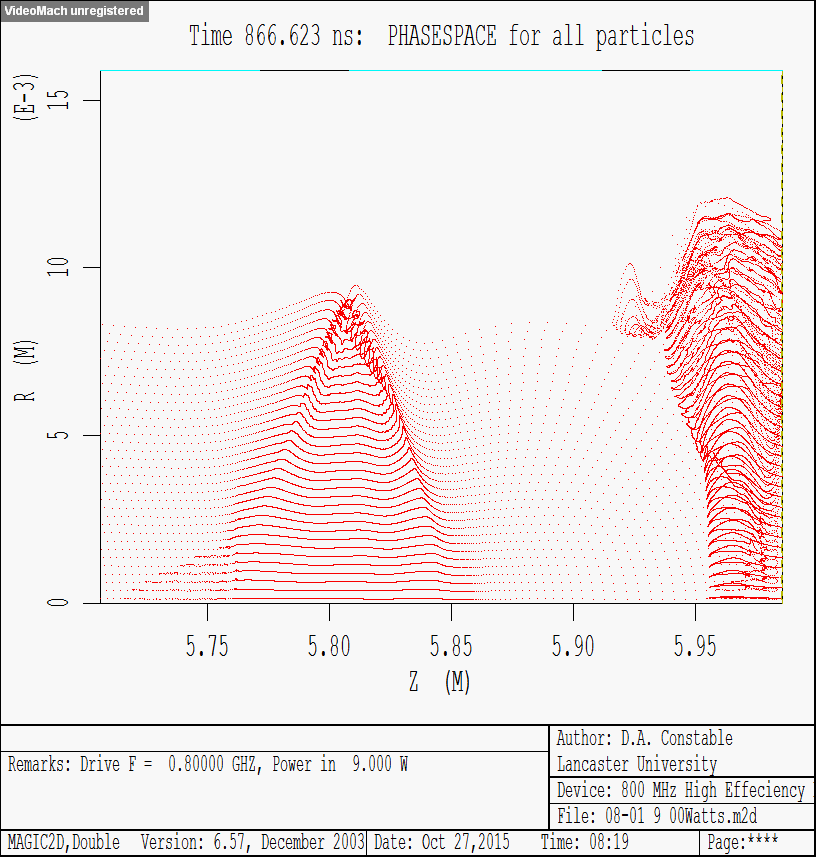 VideoMach unregistered
Time 866.623 ns: PHASESPACE for all particles
(E-3)
15
10
R (M)
5
0
5.75 5.80 5.85 5.90 5.95
Z (M)
Author: D.A. Constable
Remarks: Drive F = 0.80000 GHZ, Power in 9.000 W
Lancaster University
Device: 800 MHz High Effeciency
File: 08-01 9 00Watts.m2d
MAGIC2D,Double Version: 6.57, December 2003 Date: Oct 27,2015 Time: 08:19 Page:****